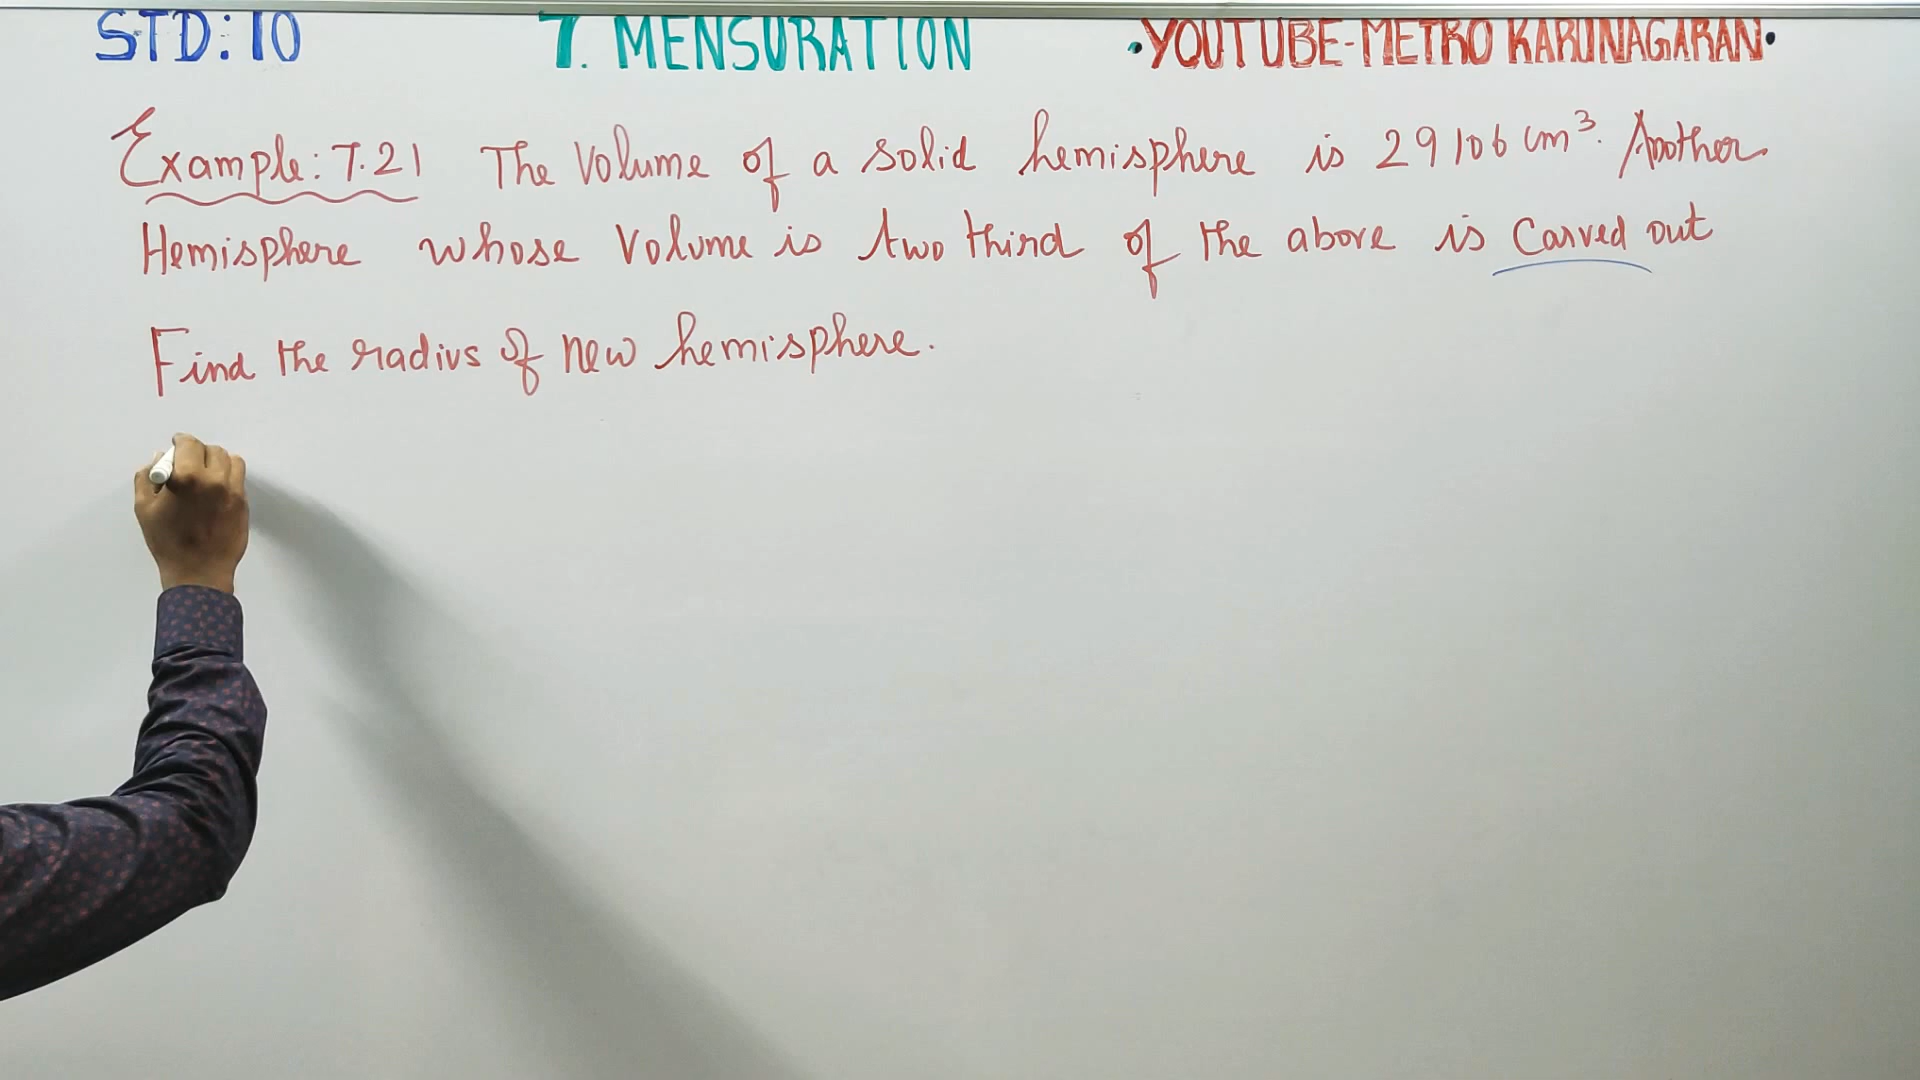 STD: 10 7. MENSURATION •YOUTUBE-METRO KARUNAGARAN•
Example: 7.21 The Volume of a solid hemisphere is 29106 cm³. Another
Hemisphere whose Volume is two third of the above is Carved out
Find the radius of new hemisphere.